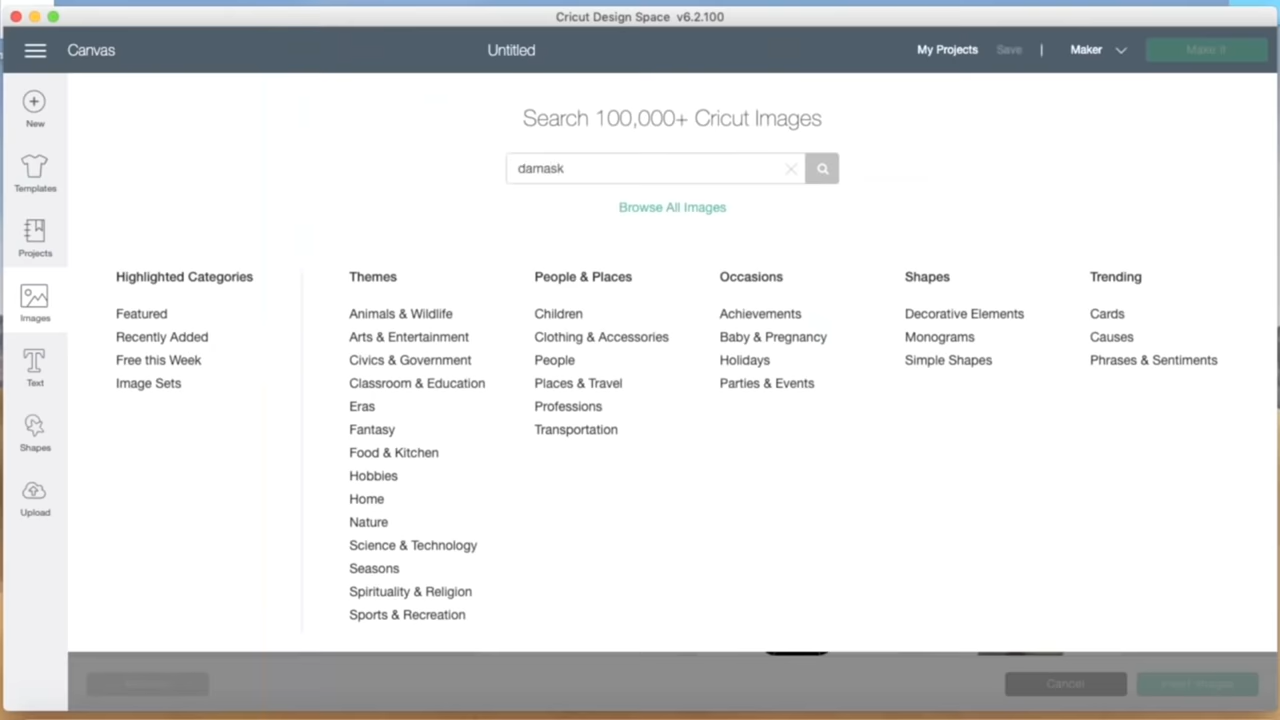 Cricut Design Space v6.2.100
Canvas
Untitled
My Projects
Save
|
Maker
Make It
New
Templates
Projects
Images
Text
Shapes
Upload
Search 100,000+ Cricut Images
damask
Browse All Images
Highlighted Categories
Featured
Recently Added
Free this Week
Image Sets
Themes
Animals & Wildlife
Arts & Entertainment
Civics & Government
Classroom & Education
Eras
Fantasy
Food & Kitchen
Hobbies
Home
Nature
Science & Technology
Seasons
Spirituality & Religion
Sports & Recreation
People & Places
Children
Clothing & Accessories
People
Places & Travel
Professions
Transportation
Occasions
Achievements
Baby & Pregnancy
Holidays
Parties & Events
Shapes
Decorative Elements
Monograms
Simple Shapes
Trending
Cards
Causes
Phrases & Sentiments
Cancel
Insert Images